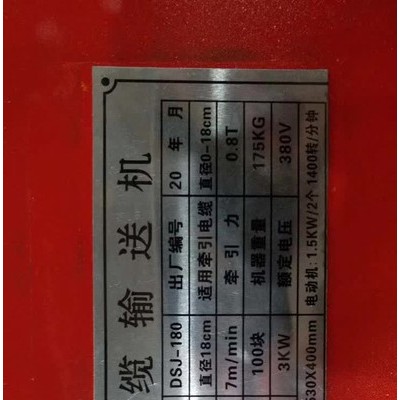 缆输送机
DSJ-180 出厂编号 20 年 月
直径18cm 适用牵引电缆 直径0-18cm
7m/min 牵引力 0.8T
100块 机器重量 175KG
3KW 额定电压 380V
530X400mm 电动机: 1.5KW/2个 1400转/分钟